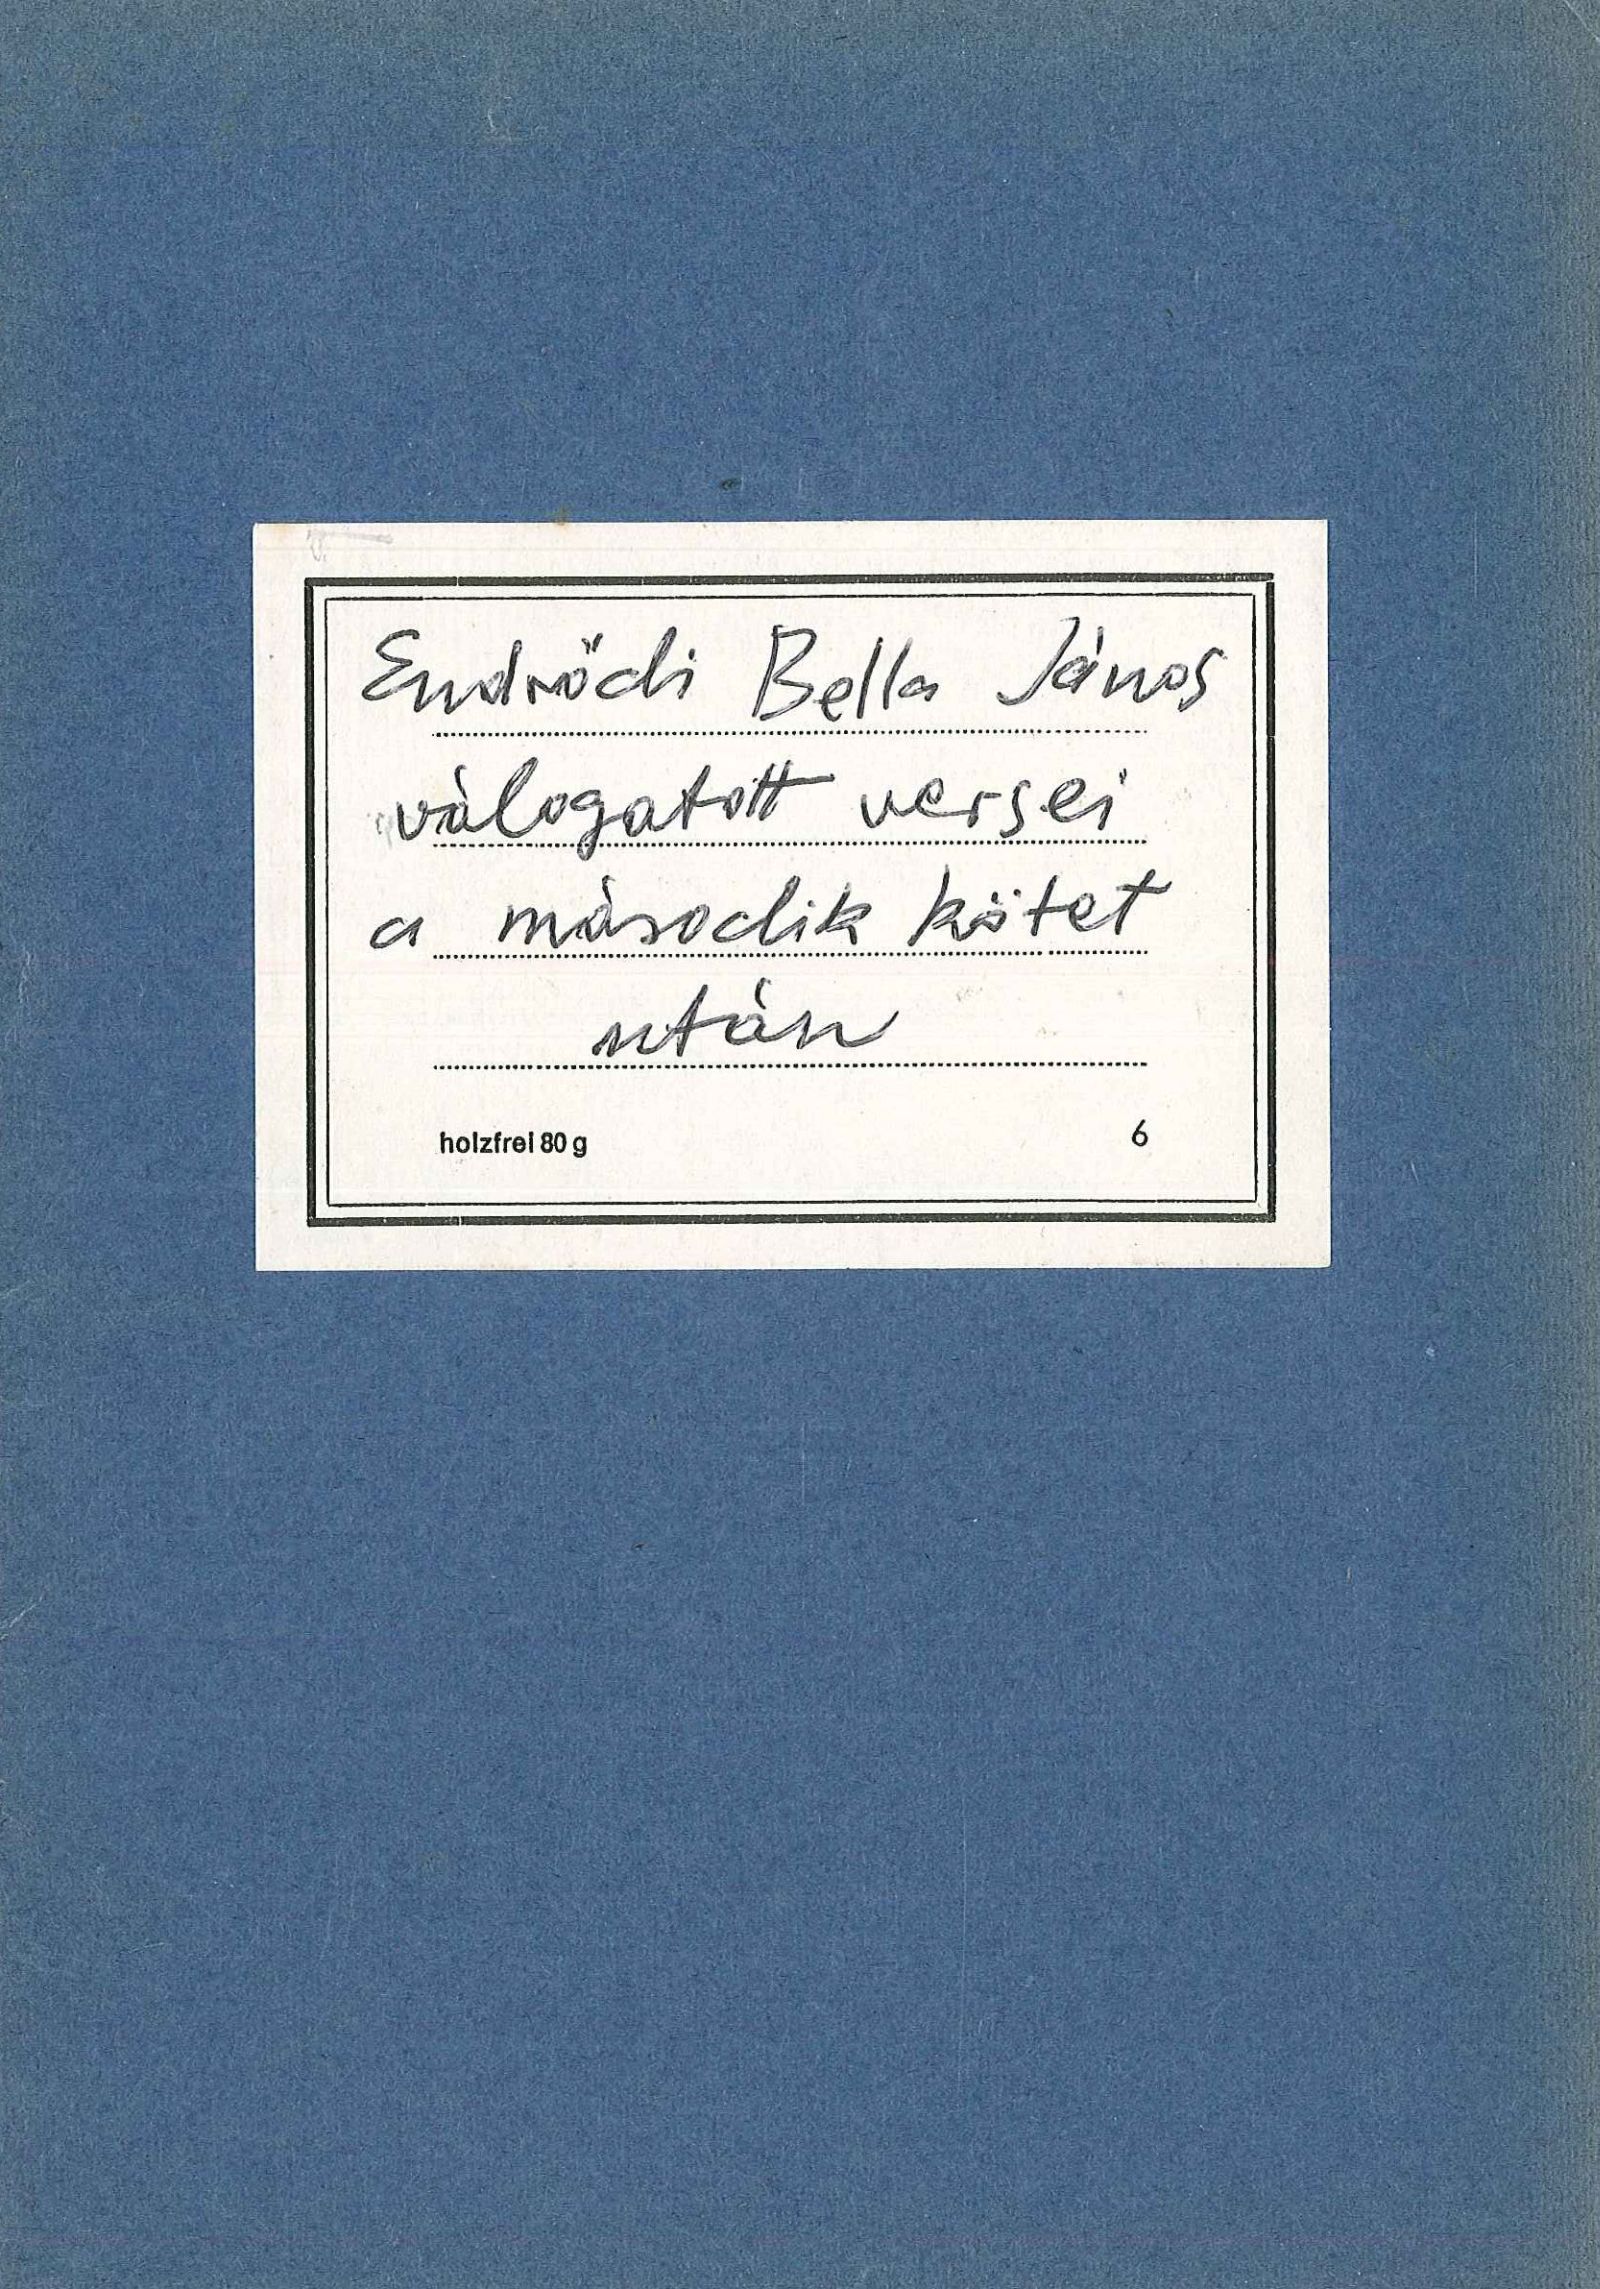 Endrődi Bella János
válogatott versei
a második kötet
után
holzfrei 80 g 6